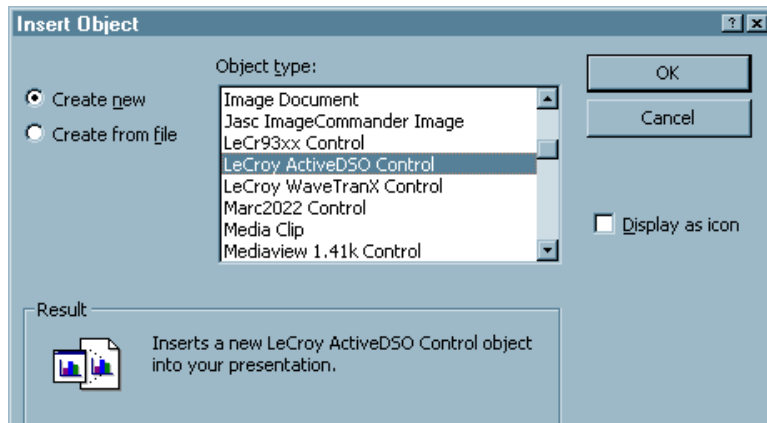 Insert Object
Object type:
Create new
Create from file
Image Document
Jasc ImageCommander Image
LeCr93xx Control
LeCroy ActiveDSO Control
LeCroy WaveTranX Control
Marc2022 Control
Media Clip
Mediaview 1.41k Control
OK
Cancel
Display as icon
Result
Inserts a new LeCroy ActiveDSO Control object
into your presentation.